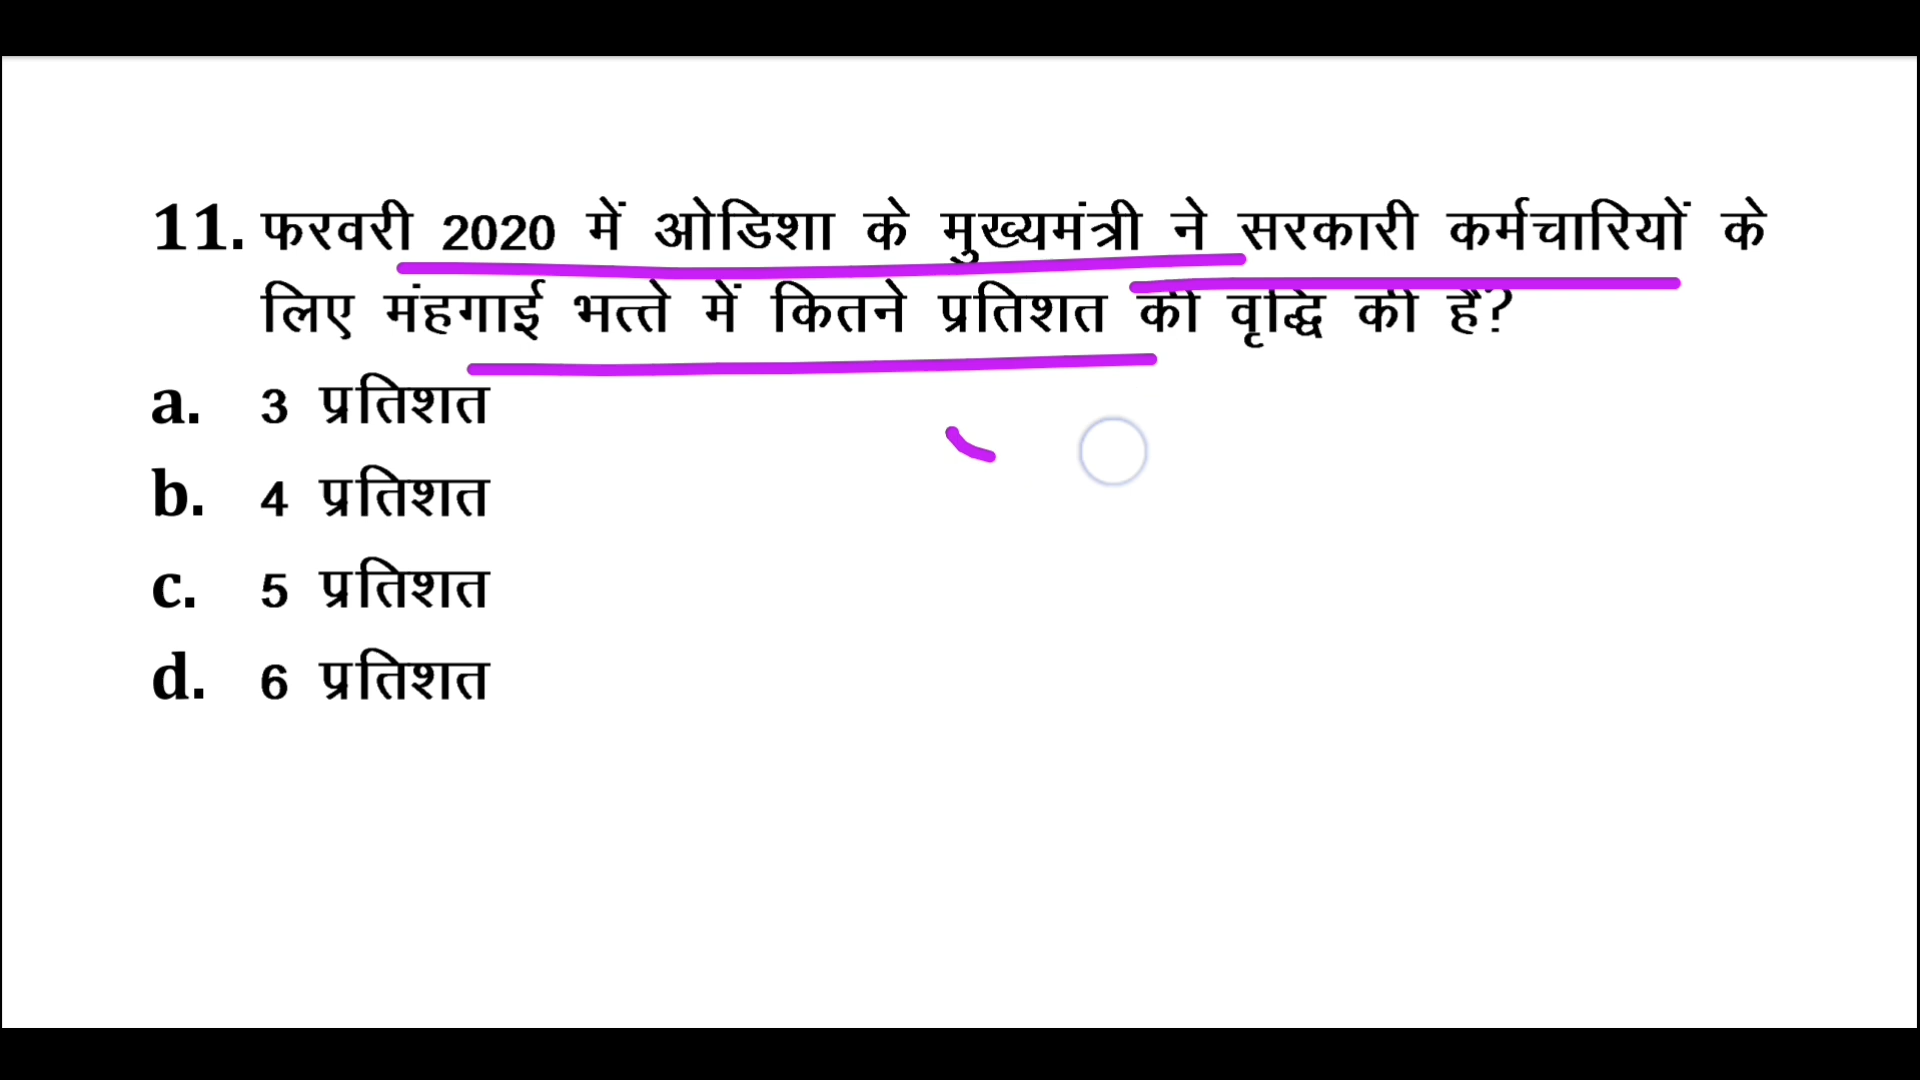 11. फरवरी 2020 में ओडिशा के मुख्यमंत्री ने सरकारी कर्मचारियों के
लिए मंहगाई भत्ते में कितने प्रतिशत की वृद्धि की हैं?
a. 3 प्रतिशत
b. 4 प्रतिशत
c. 5 प्रतिशत
d. 6 प्रतिशत